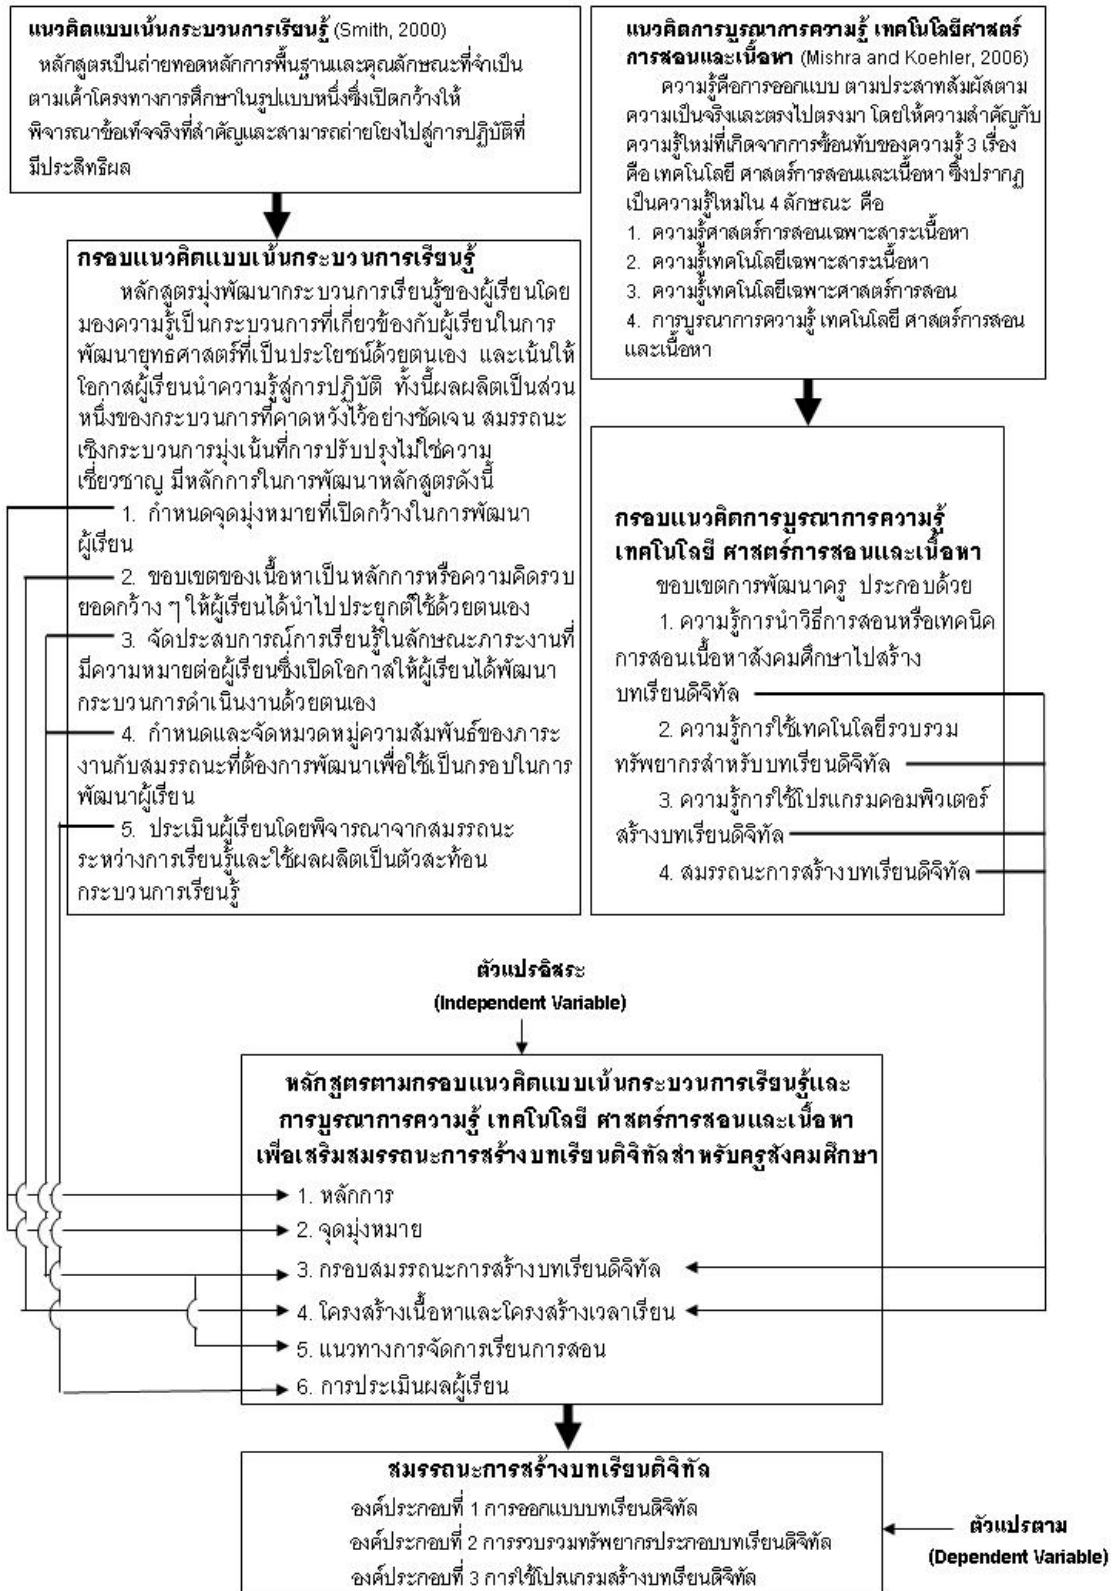 แนวคิดแบบเน้นกระบวนการเรียนรู้ (Smith, 2000)
หลักสูตรเป็นถ่ายทอดหลักการพื้นฐานและคุณลักษณะที่จำเป็น
ตามเค้าโครงทางการศึกษาในรูปแบบหนึ่งซึ่งเปิดกว้างให้
พิจารณาข้อเท็จจริงที่สำคัญและสามารถถ่ายโยงไปสู่การปฏิบัติที่
มีประสิทธิผล
แนวคิดการบูรณาการความรู้ เทคโนโลยีศาสตร์
การสอนและเนื้อหา (Mishra and Koehler, 2006)
ความรู้คือการออกแบบ ตามประสาทสัมผัสตาม
ความเป็นจริงและตรงไปตรงมา โดยให้ความสำคัญกับ
ความรู้ใหม่ที่เกิดจากการซ้อนทับของความรู้ 3 เรื่อง
คือ เทคโนโลยี ศาสตร์การสอนและเนื้อหา ซึ่งปรากฏ
เป็นความรู้ใหม่ใน 4 ลักษณะ คือ
1. ความรู้ศาสตร์การสอนเฉพาะสาระเนื้อหา
2. ความรู้เทคโนโลยีเฉพาะสาระเนื้อหา
3. ความรู้เทคโนโลยีเฉพาะศาสตร์การสอน
4. การบูรณาการความรู้ เทคโนโลยี ศาสตร์การสอน
และเนื้อหา
กรอบแนวคิดแบบเน้นกระบวนการเรียนรู้
หลักสูตรมุ่งพัฒนากระบวนการเรียนรู้ของผู้เรียนโดย
มองความรู้เป็นกระบวนการที่เกี่ยวข้องกับผู้เรียนในการ
พัฒนายุทธศาสตร์ที่เป็นประโยชน์ด้วยตนเอง และเน้นให้
โอกาสผู้เรียนนำความรู้สู่การปฏิบัติ ทั้งนี้ผลผลิตเป็นส่วน
หนึ่งของกระบวนการที่คาดหวังไว้อย่างชัดเจน สมรรถนะ
เชิงกระบวนการมุ่งเน้นที่การปรับปรุงไม่ใช่ความ
เชี่ยวชาญ มีหลักการในการพัฒนาหลักสูตรดังนี้
1. กำหนดจุดมุ่งหมายที่เปิดกว้างในการพัฒนา
ผู้เรียน
2. ขอบเขตของเนื้อหาเป็นหลักการหรือความคิดรวบ
ยอดกว้าง ๆ ให้ผู้เรียนได้นำไปประยุกต์ใช้ด้วยตนเอง
3. จัดประสบการณ์การเรียนรู้ในลักษณะภาระงานที่
มีความหมายต่อผู้เรียนซึ่งเปิดโอกาสให้ผู้เรียนได้พัฒนา
กระบวนการดำเนินงานด้วยตนเอง
4. กำหนดและจัดหมวดหมู่ความสัมพันธ์ของภาระ
งานกับสมรรถนะที่ต้องการพัฒนาเพื่อใช้เป็นกรอบในการ
พัฒนาผู้เรียน
5. ประเมินผู้เรียนโดยพิจารณาจากสมรรถนะ
ระหว่างการเรียนรู้และใช้ผลผลิตเป็นตัวสะท้อน
กระบวนการเรียนรู้
กรอบแนวคิดการบูรณาการความรู้
เทคโนโลยี ศาสตร์การสอนและเนื้อหา
ขอบเขตการพัฒนาครู ประกอบด้วย
1. ความรู้การนำวิธีการสอนหรือเทคนิค
การสอนเนื้อหาสังคมศึกษาไปสร้าง
บทเรียนดิจิทัล
2. ความรู้การใช้เทคโนโลยีรวบรวม
ทรัพยากรสำหรับบทเรียนดิจิทัล
3. ความรู้การใช้โปรแกรมคอมพิวเตอร์
สร้างบทเรียนดิจิทัล
4. สมรรถนะการสร้างบทเรียนดิจิทัล
ตัวแปรอิสระ
(Independent Variable)
หลักสูตรตามกรอบแนวคิดแบบเน้นกระบวนการเรียนรู้และ
การบูรณาการความรู้ เทคโนโลยี ศาสตร์การสอนและเนื้อหา
เพื่อเสริมสมรรถนะการสร้างบทเรียนดิจิทัลสำหรับครูสังคมศึกษา
1. หลักการ
2. จุดมุ่งหมาย
3. กรอบสมรรถนะการสร้างบทเรียนดิจิทัล
4. โครงสร้างเนื้อหาและโครงสร้างเวลาเรียน
5. แนวทางการจัดการเรียนการสอน
6. การประเมินผลผู้เรียน
สมรรถนะการสร้างบทเรียนดิจิทัล
องค์ประกอบที่ 1 การออกแบบบทเรียนดิจิทัล
องค์ประกอบที่ 2 การรวบรวมทรัพยากรประกอบบทเรียนดิจิทัล
องค์ประกอบที่ 3 การใช้โปรแกรมสร้างบทเรียนดิจิทัล
ตัวแปรตาม
(Dependent Variable)